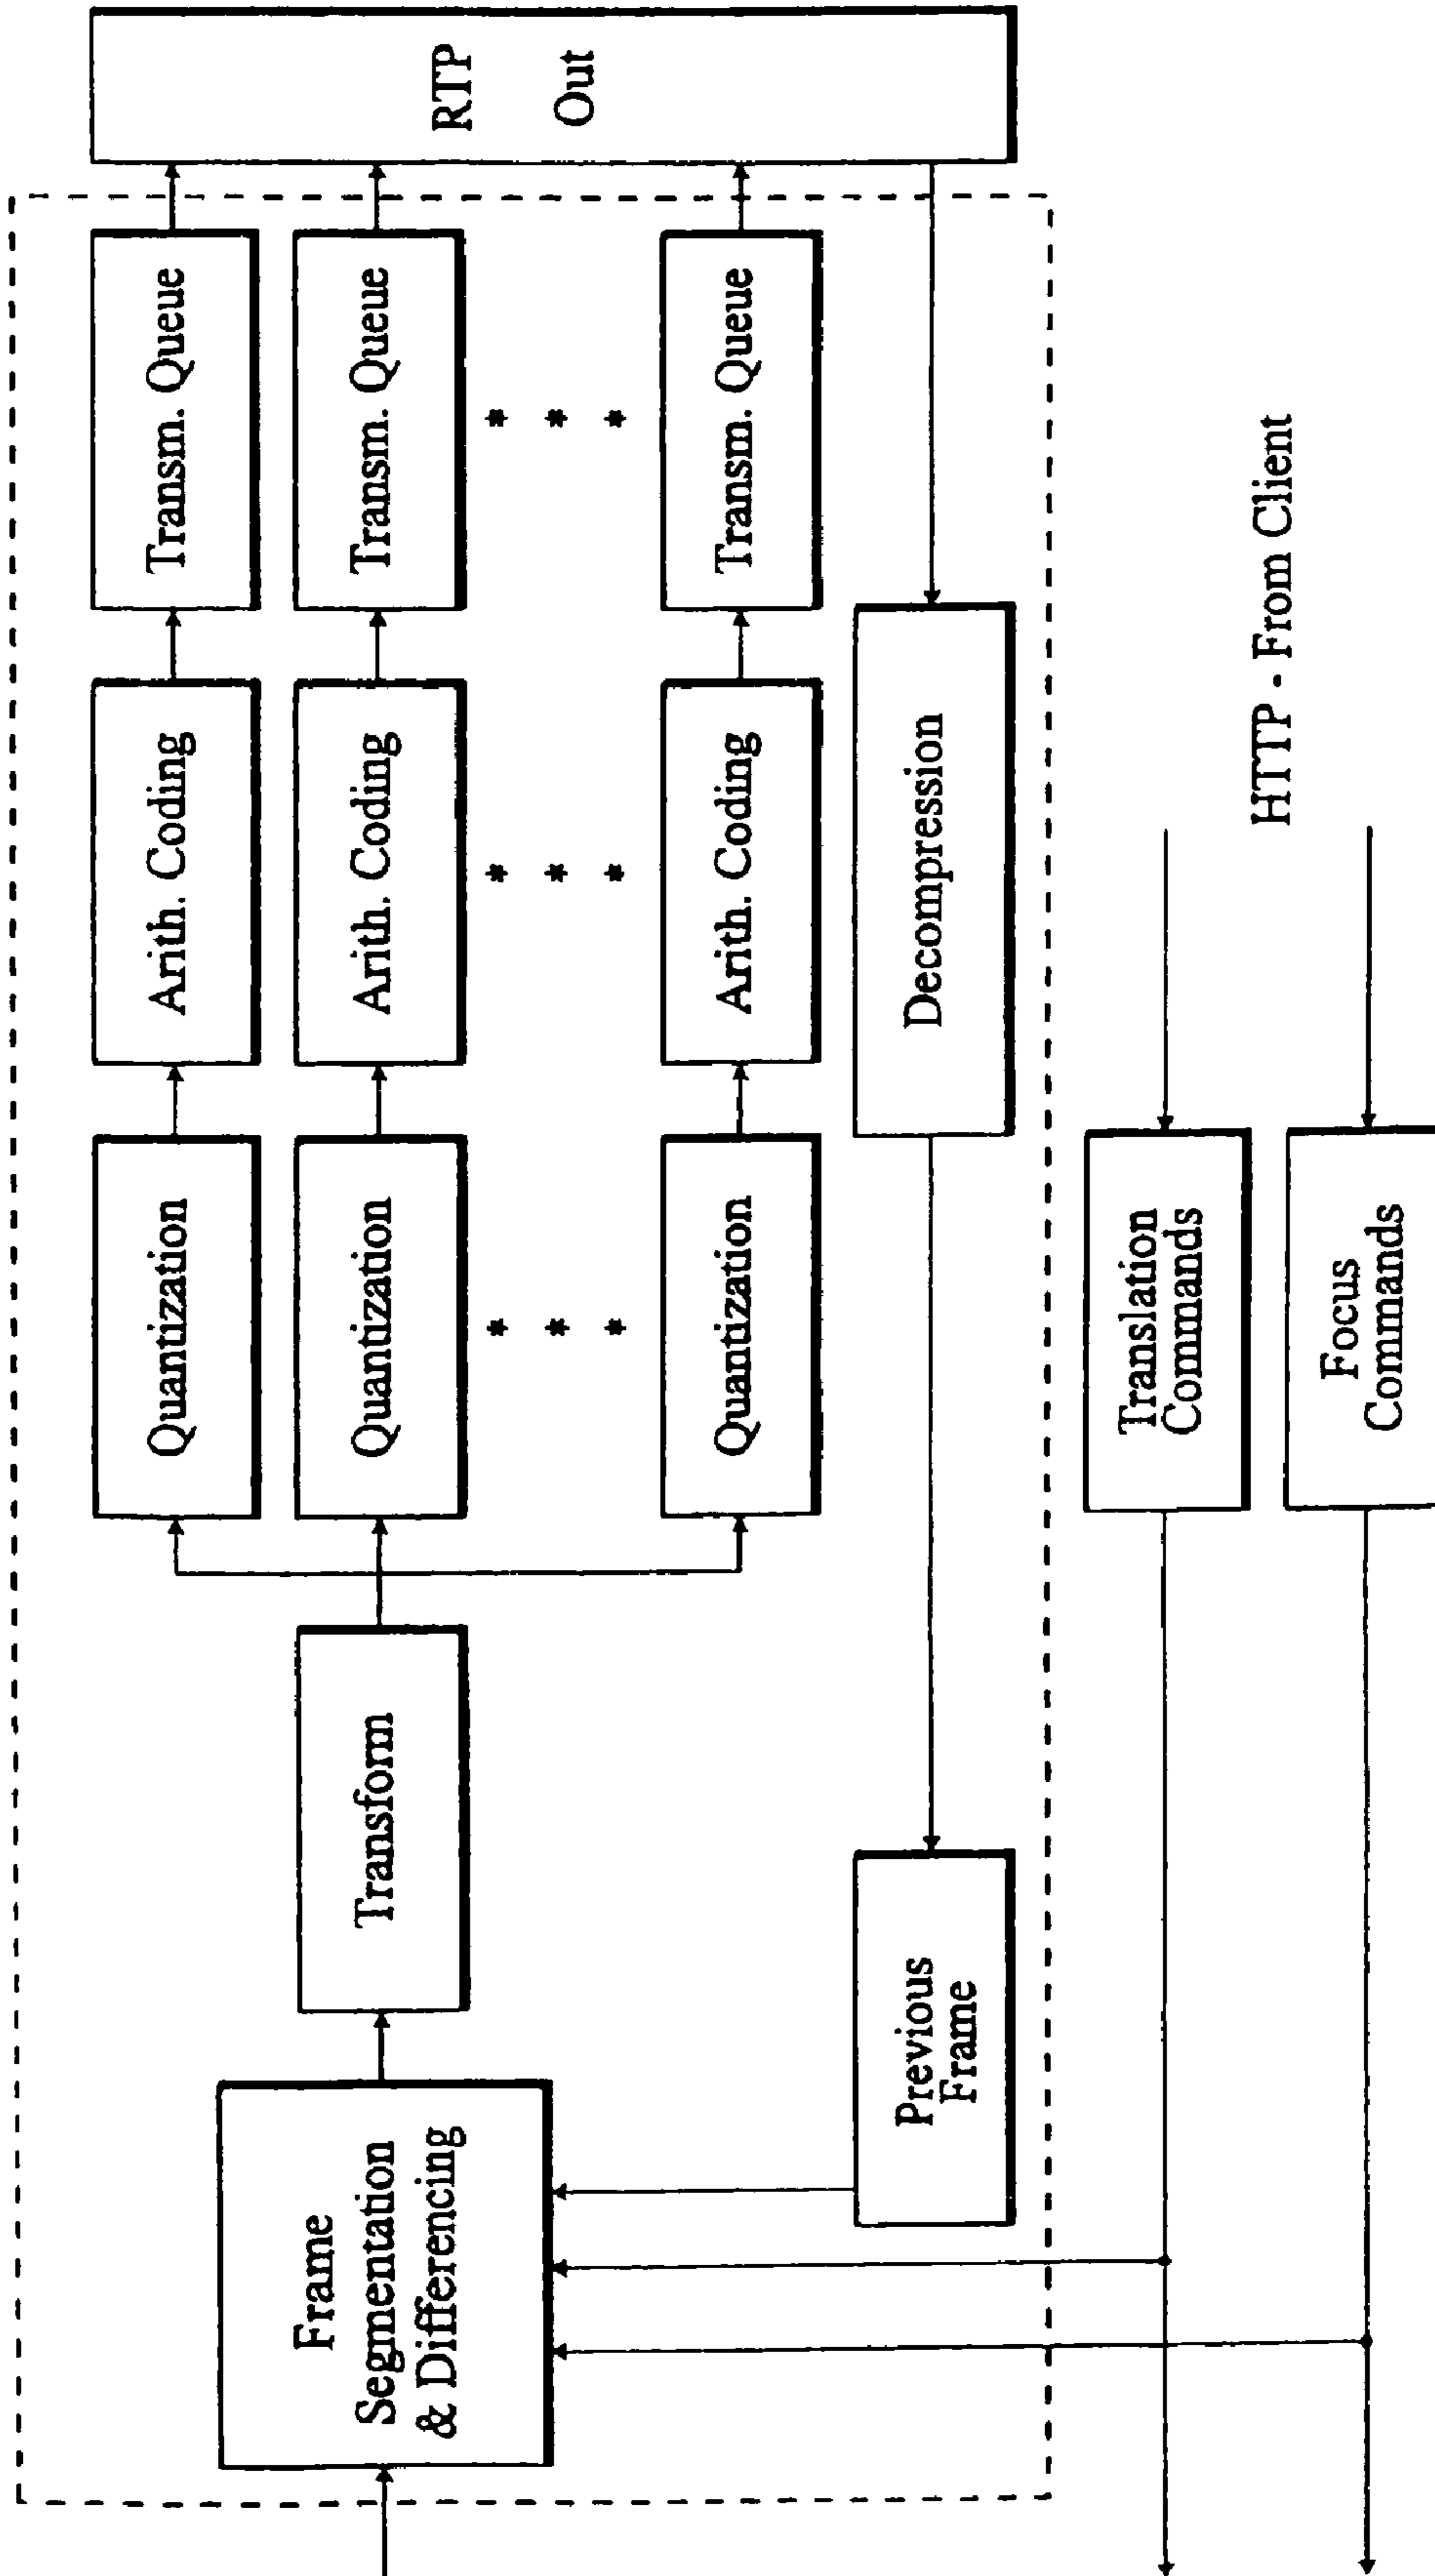 Frame
Segmentation
& Differencing
Transform
Quantization
Arith. Coding
Transm. Queue
Quantization
Arith. Coding
Transm. Queue
* * *
* * *
* * *
Quantization
Arith. Coding
Transm. Queue
RTP
Out
Previous
Frame
Decompression
Translation
Commands
HTTP - From Client
Focus
Commands